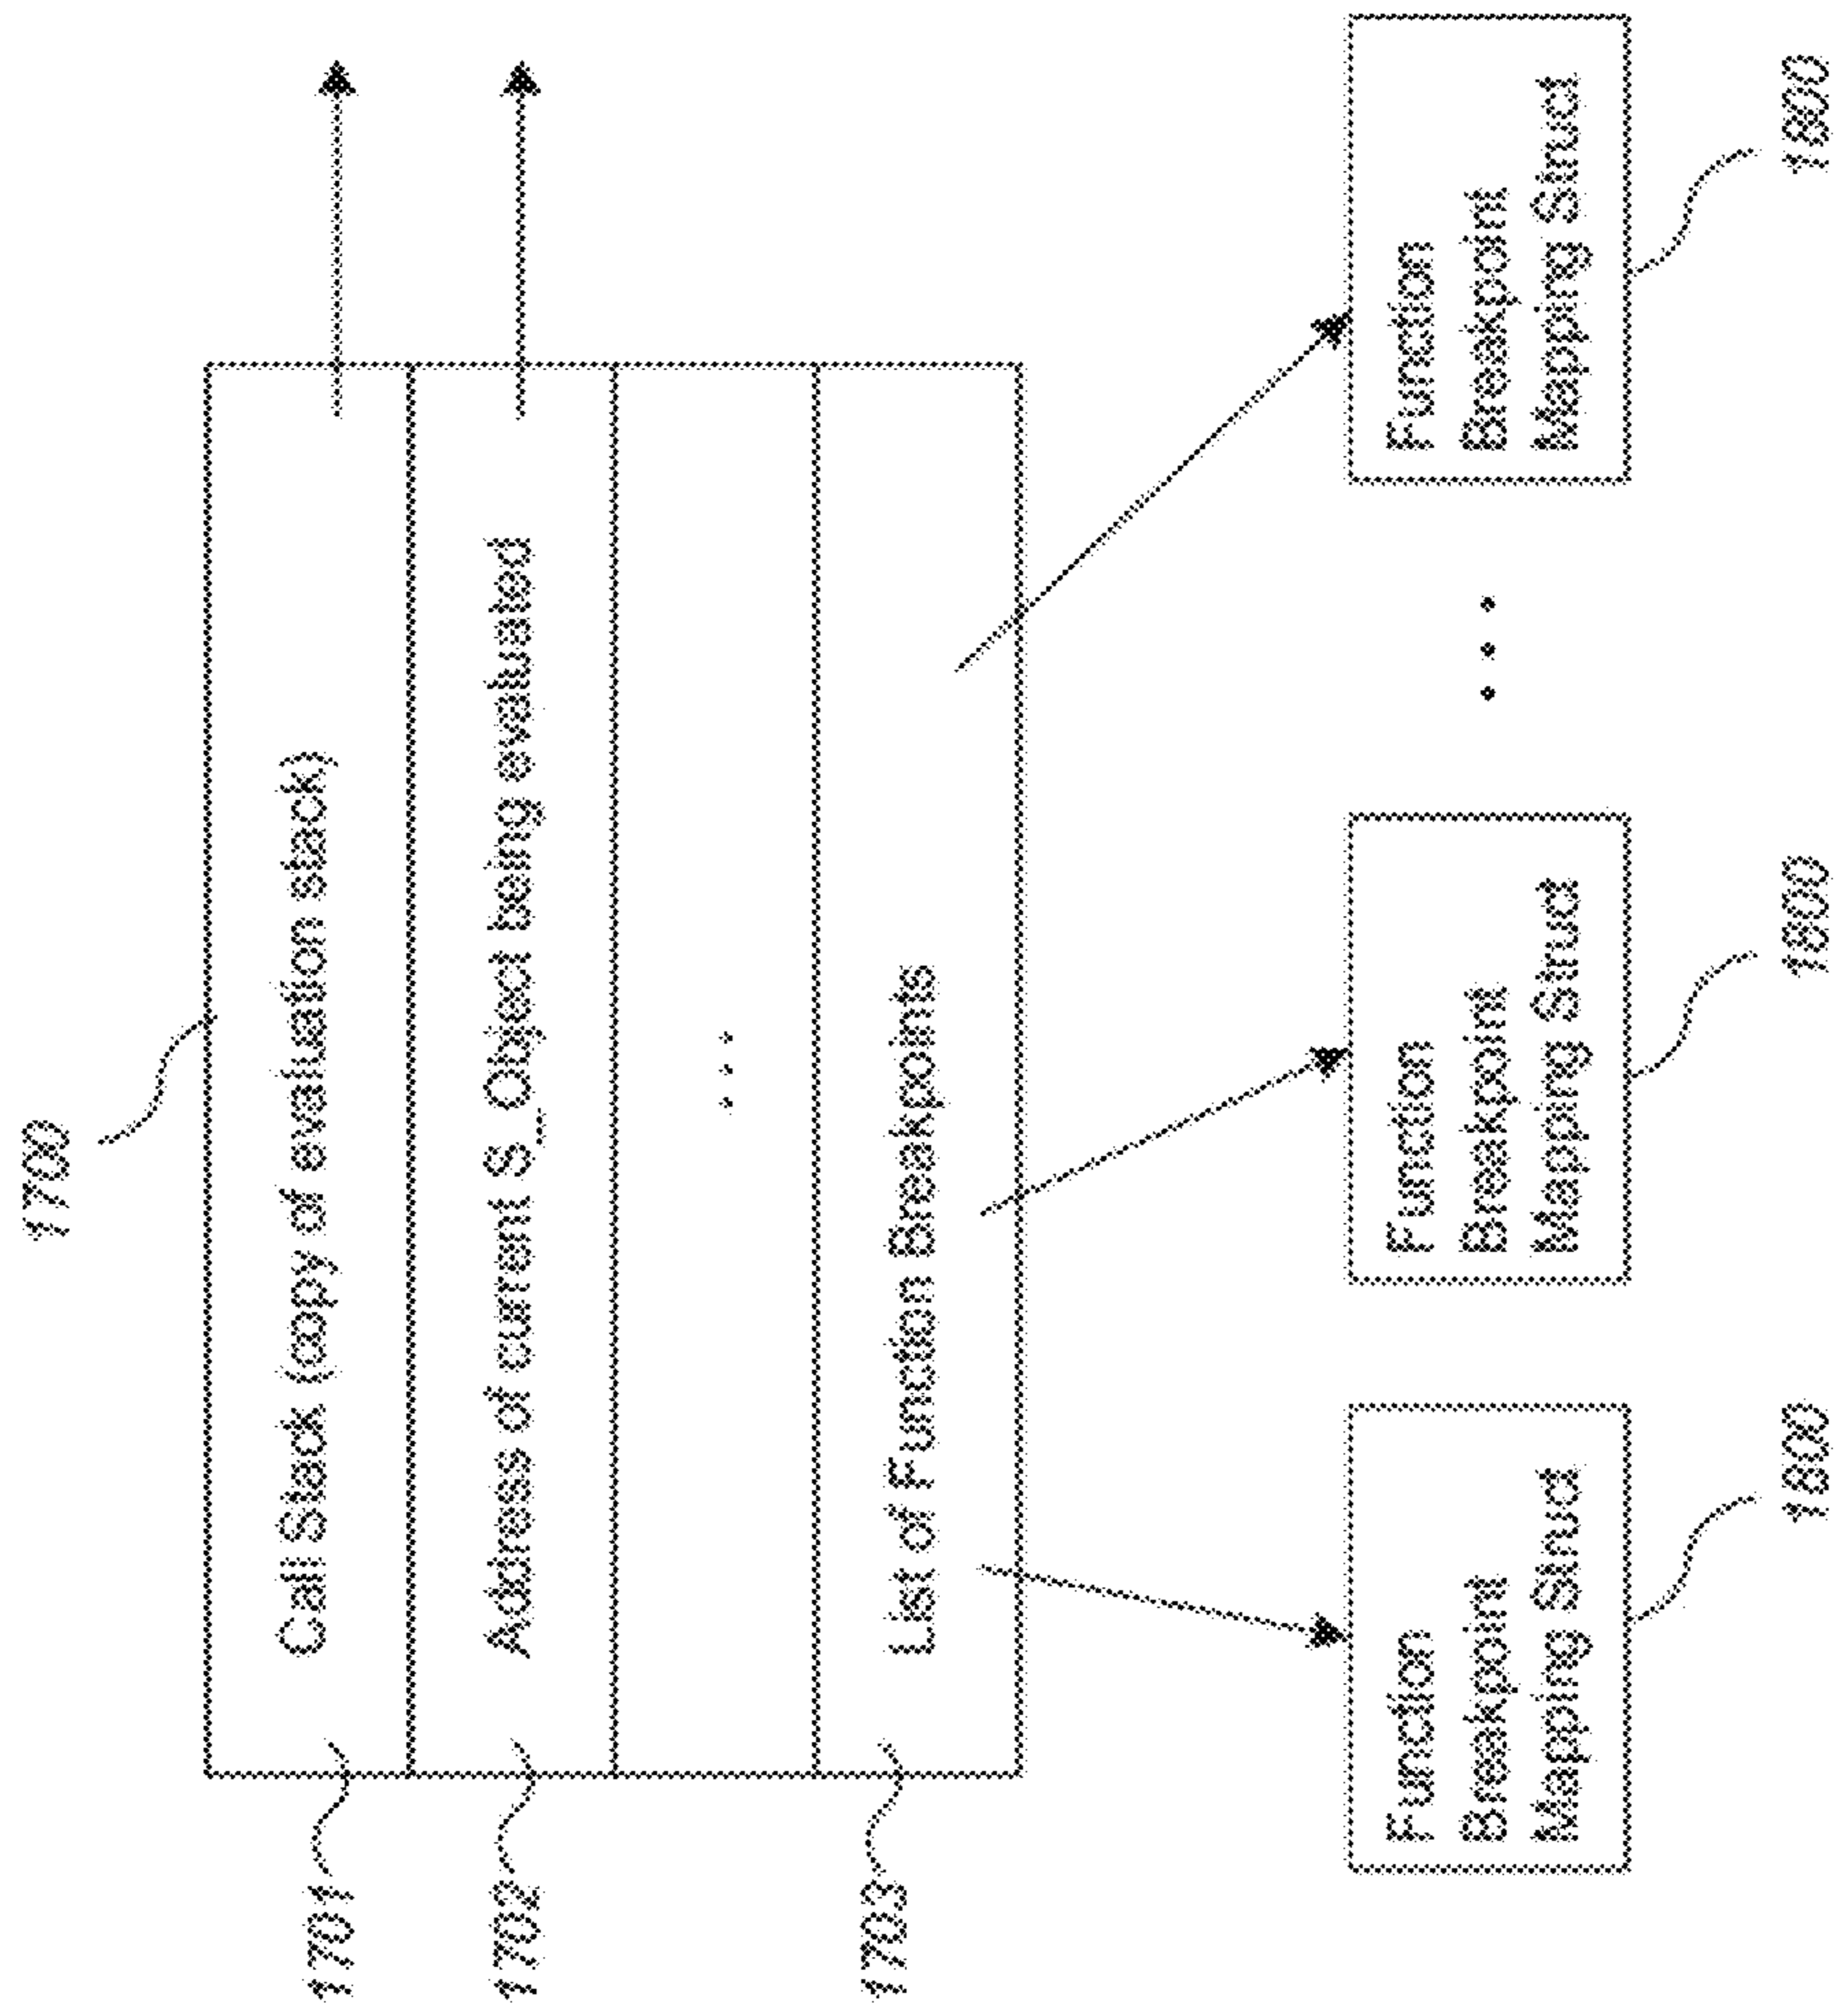 1700
1701
Call Stack (copy of evaluation stack)
1702
Address of current S_Object being evaluated
...
1703
List of Function Breakpoints
Function
Breakpoint
Mapping Struct
1800
Function
Breakpoint
Mapping Struct
1800
...
Function
Breakpoint
Mapping Struct
1800